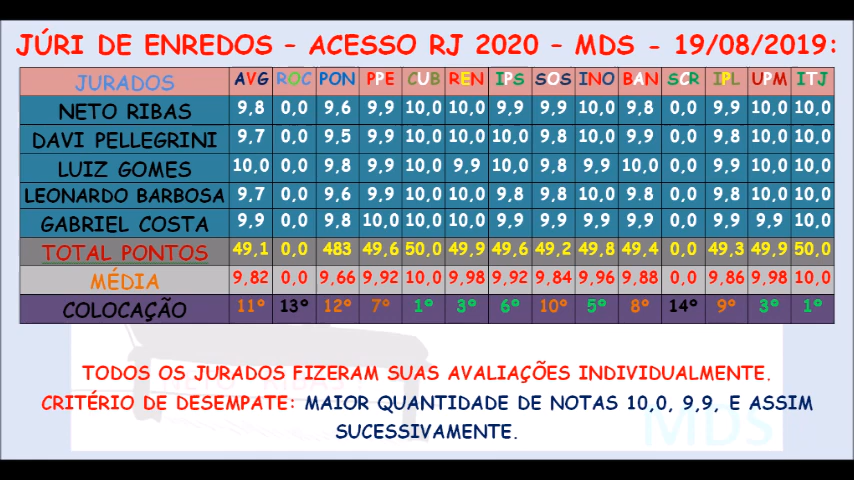 JÚRI DE ENREDOS – ACESSO RJ 2020 – MDS - 19/08/2019:
JURADOS AVG ROC PON PPE CUB REN IPS SOS INO BAN SCR IPL UPM ITJ
NETO RIBAS 9,8 0,0 9,6 9,9 10,0 10,0 9,9 9,9 10,0 9,8 0,0 9,9 10,0 10,0
DAVI PELLEGRINI 9,7 0,0 9,5 9,9 10,0 10,0 10,0 9,8 10,0 9,9 0,0 9,8 10,0 10,0
LUIZ GOMES 10,0 0,0 9,8 9,9 10,0 9,9 10,0 9,8 9,9 10,0 0,0 9,9 10,0 10,0
LEONARDO BARBOSA 9,7 0,0 9,6 9,9 10,0 10,0 9,8 9,8 10,0 9.8 0,0 9,8 10,0 10,0
GABRIEL COSTA 9,9 0,0 9,8 10,0 10,0 10,0 9,9 9,9 9,9 9,9 0,0 9,9 9,9 10,0
TOTAL PONTOS 49,1 0,0 483 49,6 50,0 49,9 49,6 49,2 49,8 49,4 0,0 49,3 49,9 50,0
MÉDIA 9,82 0,0 9,66 9,92 10,0 9,98 9,92 9,84 9,96 9,88 0,0 9,86 9,98 10,0
COLOCAÇÃO 11º 13º 12º 7º 1º 3º 6º 10º 5º 8º 14º 9º 3º 1º
TODOS OS JURADOS FIZERAM SUAS AVALIAÇÕES INDIVIDUALMENTE.
CRITÉRIO DE DESEMPATE: MAIOR QUANTIDADE DE NOTAS 10,0, 9,9, E ASSIM
SUCESSIVAMENTE.
MDS